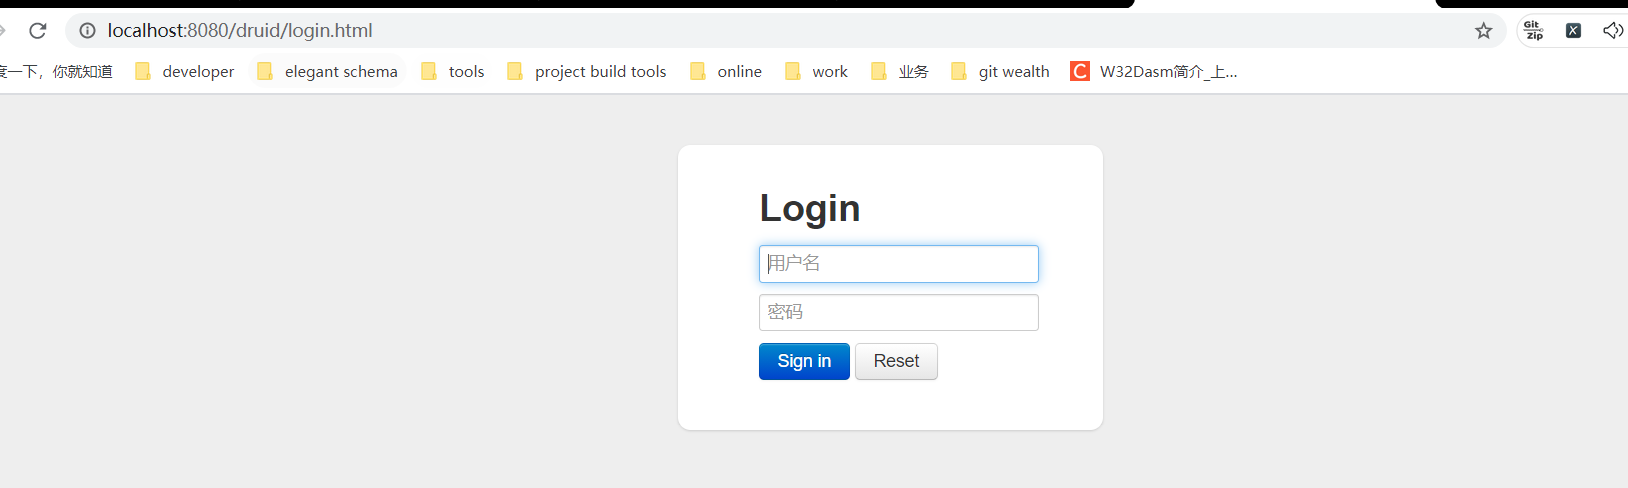 localhost:8080/druid/login.html
Git
Zip
X
度一下，你就知道 developer elegant schema tools project build tools online work 业务 git wealth C W32Dasm简介_上...
Login
用户名
密码
Sign in Reset